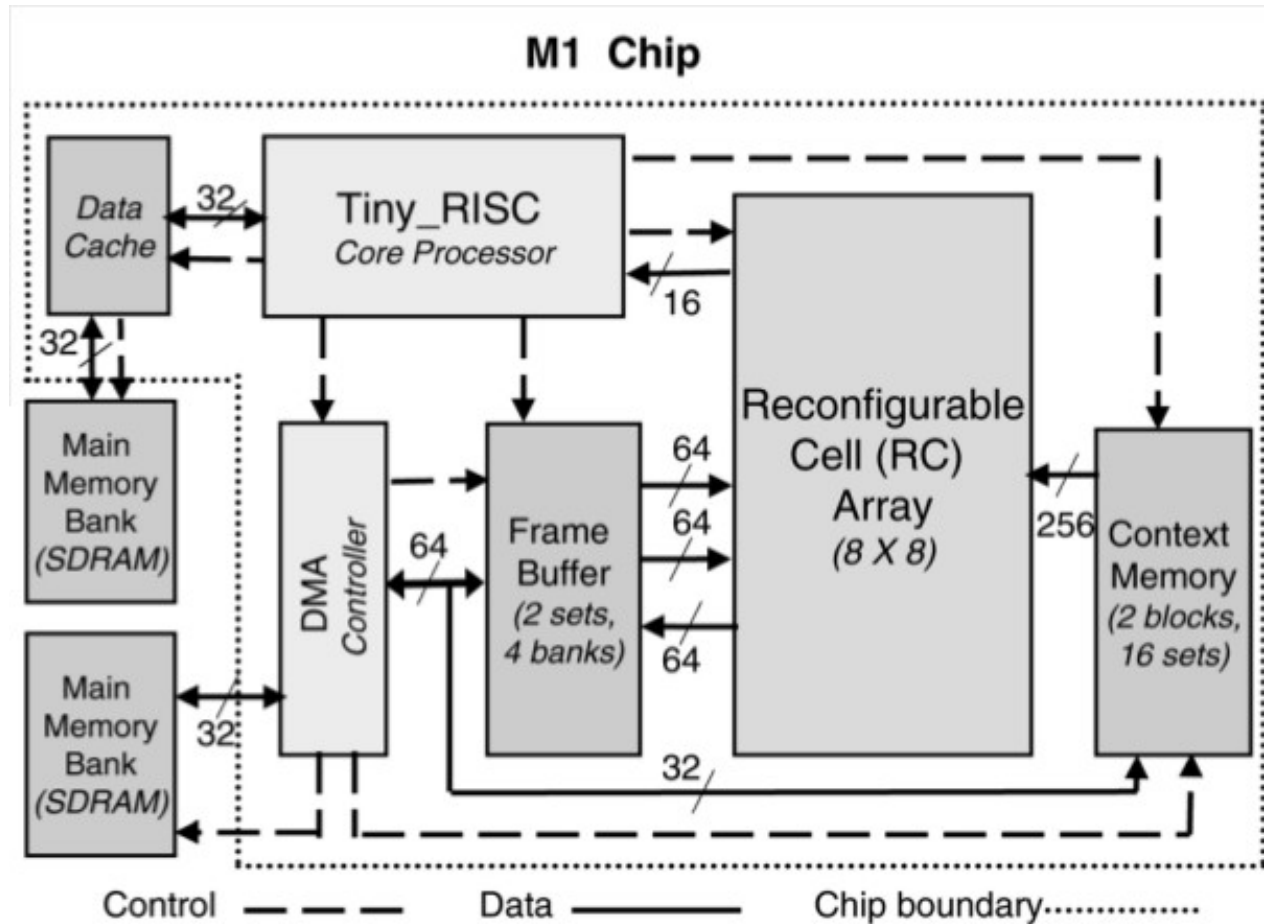 M1 Chip
Data
Cache
32
Tiny_RISC
Core Processor
16
32
Main
Memory
Bank
(SDRAM)
Main
Memory
Bank
(SDRAM)
32
DMA
Controller
64
Frame
Buffer
(2 sets,
4 banks)
64
64
64
Reconfigurable
Cell (RC)
Array
(8 X 8)
256
Context
Memory
(2 blocks,
16 sets)
32
Control
Data
Chip boundary